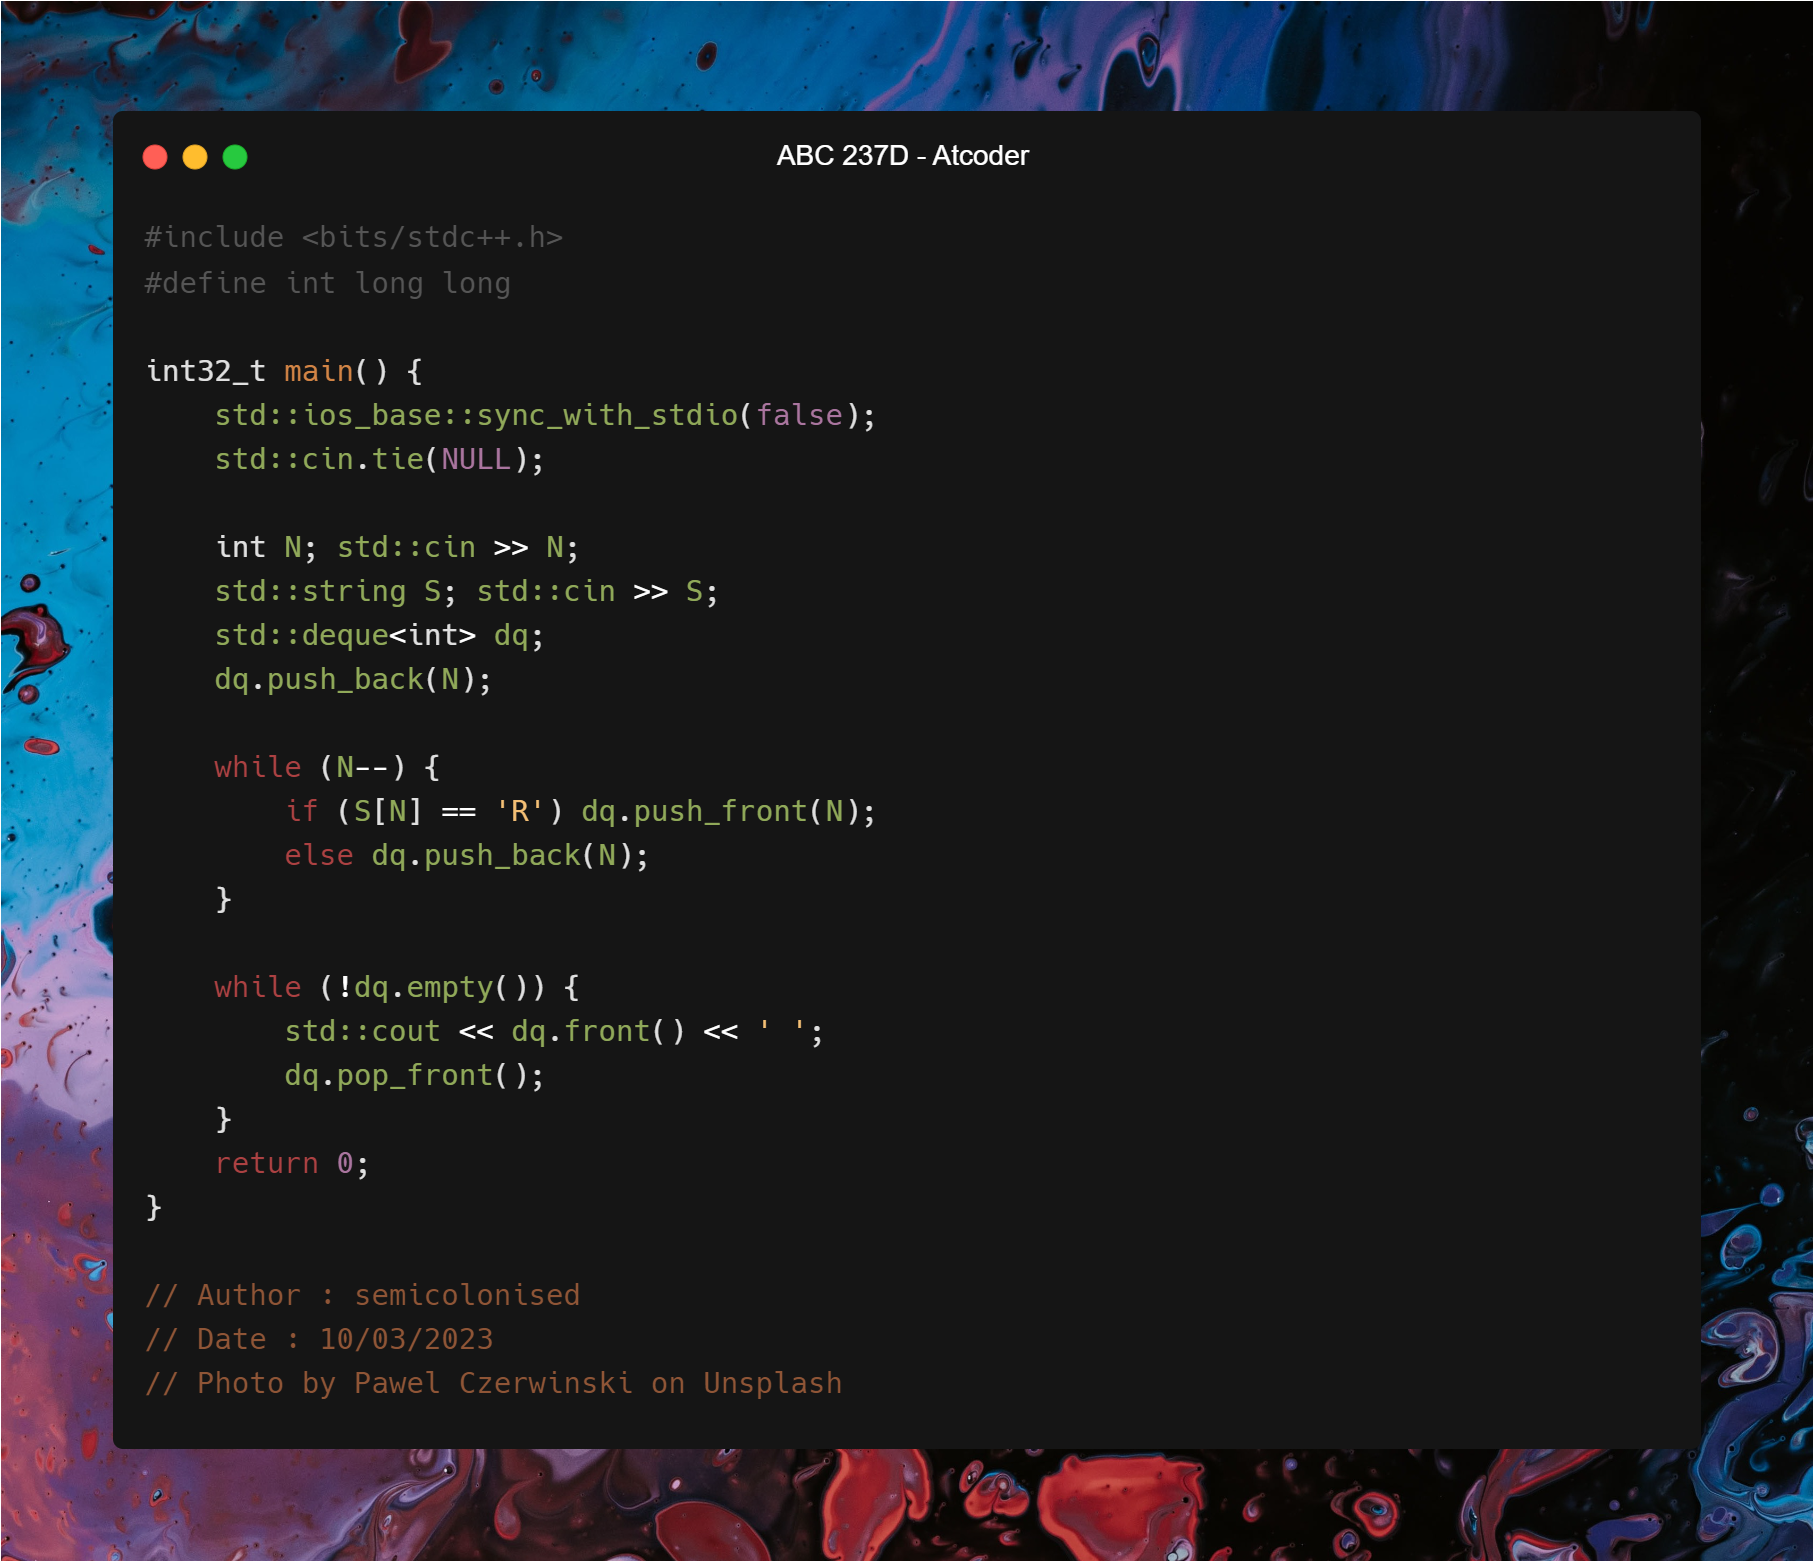 ABC 237D - Atcoder
#include <bits/stdc++.h>
#define int long long
int32_t main() {
    std::ios_base::sync_with_stdio(false);
    std::cin.tie(NULL);
    int N; std::cin >> N;
    std::string S; std::cin >> S;
    std::deque<int> dq;
    dq.push_back(N);
    while (N--) {
        if (S[N] == 'R') dq.push_front(N);
        else dq.push_back(N);
    }
    while (!dq.empty()) {
        std::cout << dq.front() << ' ';
        dq.pop_front();
    }
    return 0;
}
// Author : semicolonised
// Date : 10/03/2023
// Photo by Pawel Czerwinski on Unsplash